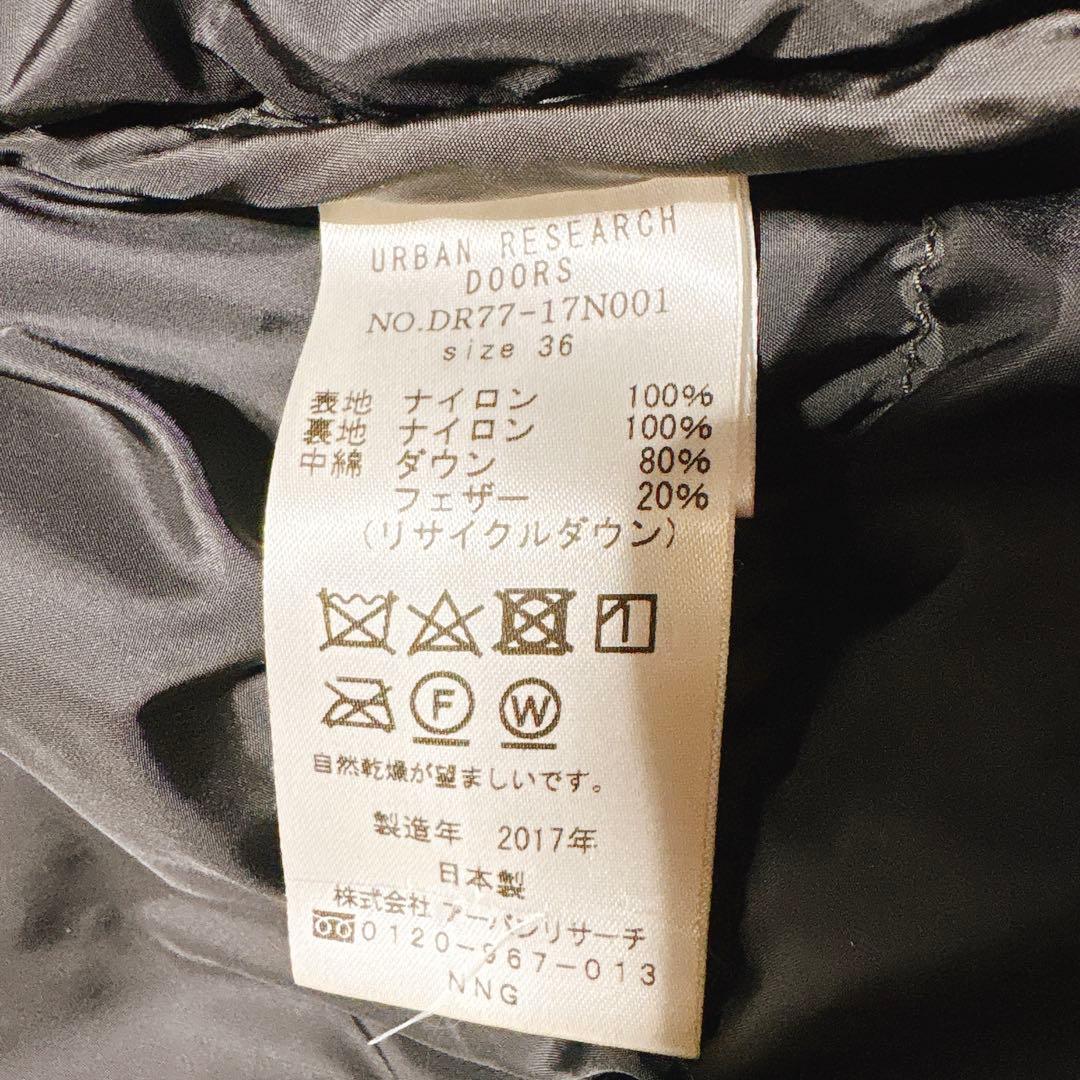 URBAN RESEARCH
DOORS
NO.DR77-17N001
size 36
表地 ナイロン 100%
裏地 ナイロン 100%
中綿 ダウン 80%
フェザー 20%
(リサイクルダウン)
F W
自然乾燥が望ましいです。
製造年 2017年
日本製
株式会社 アーバンリサーチ
0120-967-013
NNG